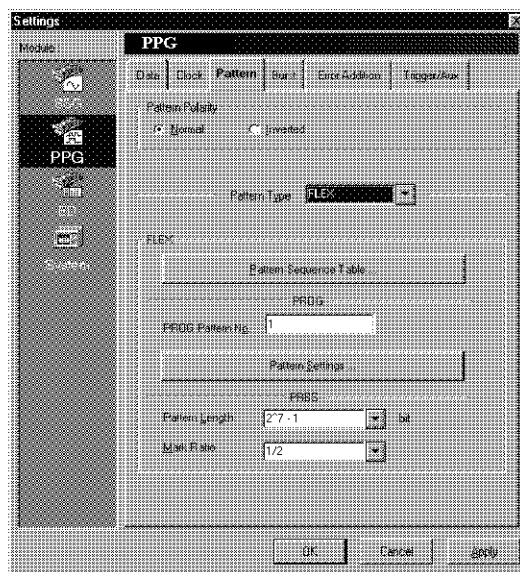 Settings
Module
PPG
PPG
System
Data Clock Pattern Burst Error Addition Trigger/Aux
Pattern Polarity
Normal Inverted
Pattern Type FLEX
FLEX
Pattern Sequence Table ...
PROG
PROG Pattern No. 1
Pattern Settings ...
PRBS
Pattern Length 2^7 - 1 bit
Mark Ratio 1/2
OK Cancel Apply